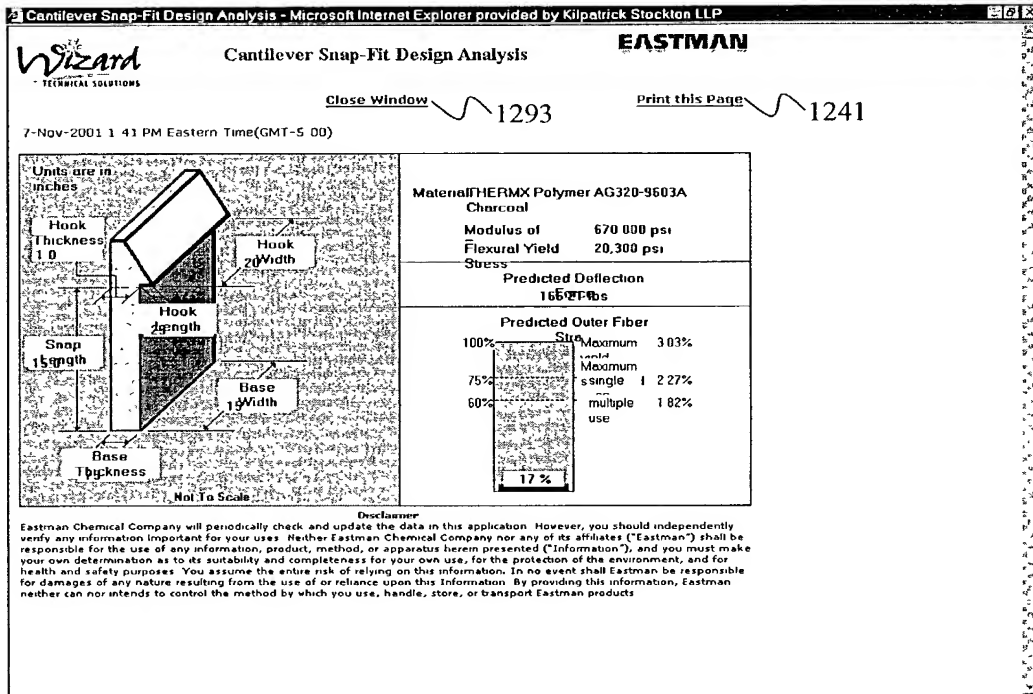 Cantilever Snap-Fit Design Analysis - Microsoft Internet Explorer provided by Kilpatrick Stockton LLP
Wizard
TECHNICAL SOLUTIONS
Cantilever Snap-Fit Design Analysis
EASTMAN
Close Window
1293
Print this Page
1241
7-Nov-2001 1 41 PM Eastern Time(GMT-5 00)
Units are in
inches
Hook
Thickness
1 0
Hook
Width
20
Hook
Length
Snap
Length
15 0
Base
Width
15
Base
Thickness
Not To Scale
Material THERMX Polymer AG320-9603A
Charcoal
Modulus of 670 000 psi
Flexural Yield 20,300 psi
Stress
Predicted Deflection
lbs
Predicted Outer Fiber
100% Maximum 3 03%
Maximum
75% single 2 27%
60% multiple 1 82%
use
17 %
Disclaimer
Eastman Chemical Company will periodically check and update the data in this application However, you should independently
verify any information important for your uses Neither Eastman Chemical Company nor any of its affiliates ("Eastman") shall be
responsible for the use of any information, product, method, or apparatus herein presented ("Information"), and you must make
your own determination as to its suitability and completeness for your own use, for the protection of the environment, and for
health and safety purposes You assume the entire risk of relying on this information. In no event shall Eastman be responsible
for damages of any nature resulting from the use of or reliance upon this Information By providing this information, Eastman
neither can nor intends to control the method by which you use, handle, store, or transport Eastman products